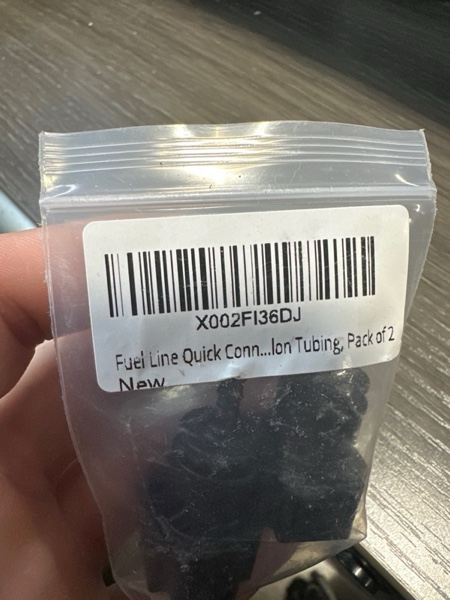 X002FI36DJ
Fuel Line Quick Conn...lon Tubing, Pack of 2
New